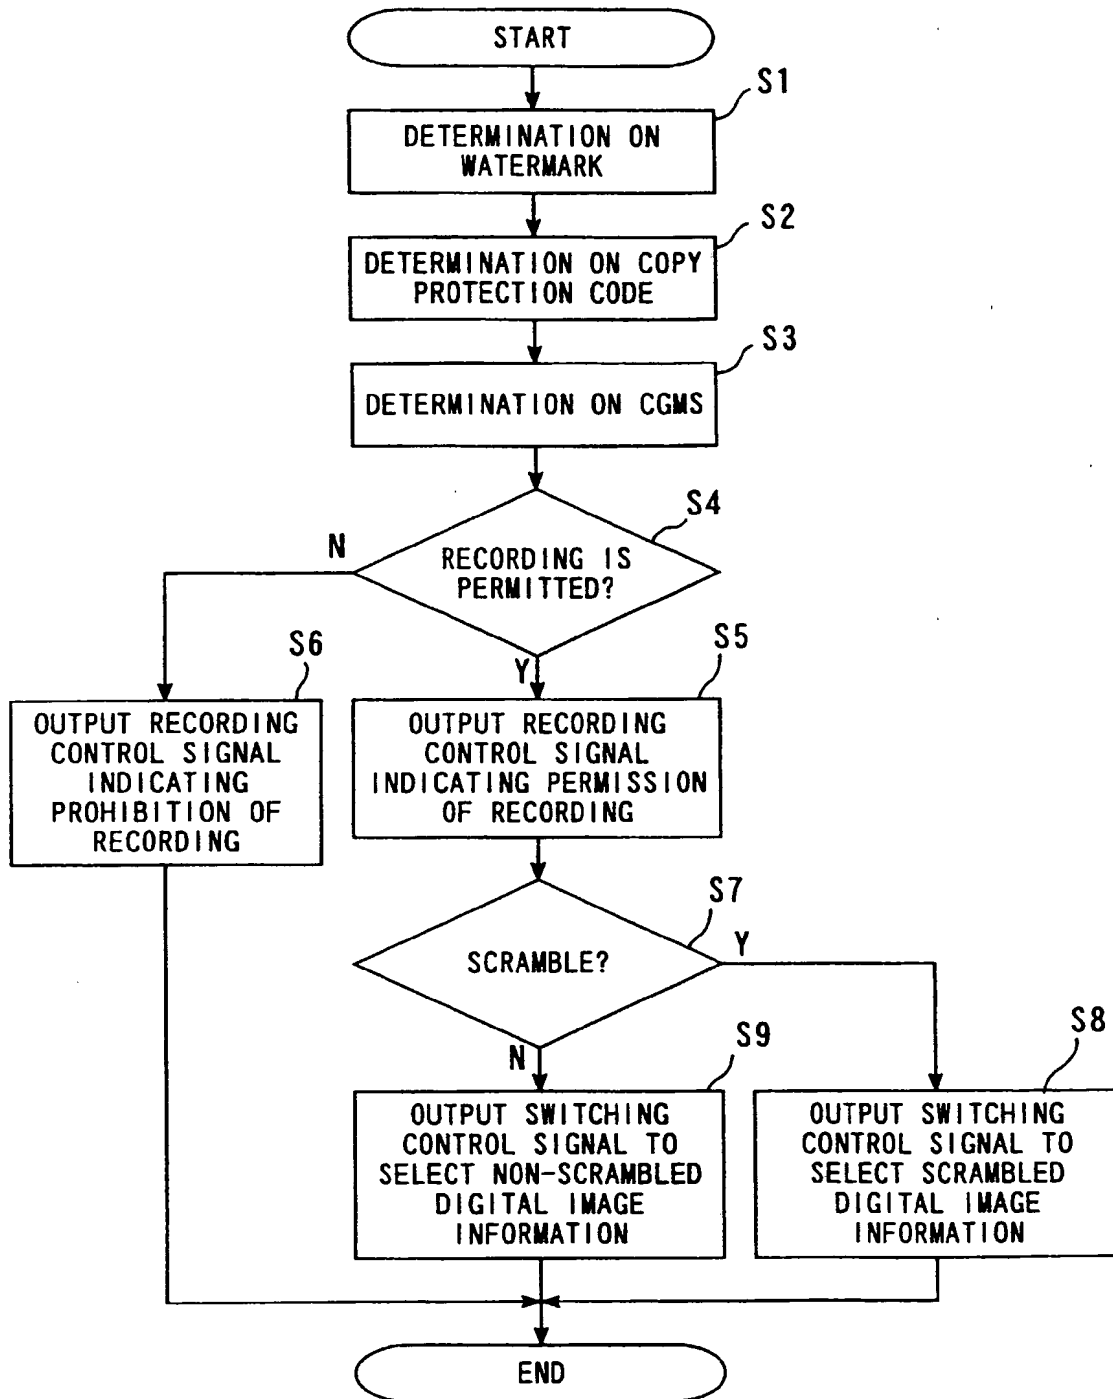 START
S1
DETERMINATION ON
WATERMARK
S2
DETERMINATION ON COPY
PROTECTION CODE
S3
DETERMINATION ON CGMS
S4
N
RECORDING IS
PERMITTED?
Y
S6
OUTPUT RECORDING
CONTROL SIGNAL
INDICATING
PROHIBITION OF
RECORDING
S5
OUTPUT RECORDING
CONTROL SIGNAL
INDICATING PERMISSION
OF RECORDING
S7
SCRAMBLE?
Y
N
S9
OUTPUT SWITCHING
CONTROL SIGNAL TO
SELECT NON-SCRAMBLED
DIGITAL IMAGE
INFORMATION
S8
OUTPUT SWITCHING
CONTROL SIGNAL TO
SELECT SCRAMBLED
DIGITAL IMAGE
INFORMATION
END